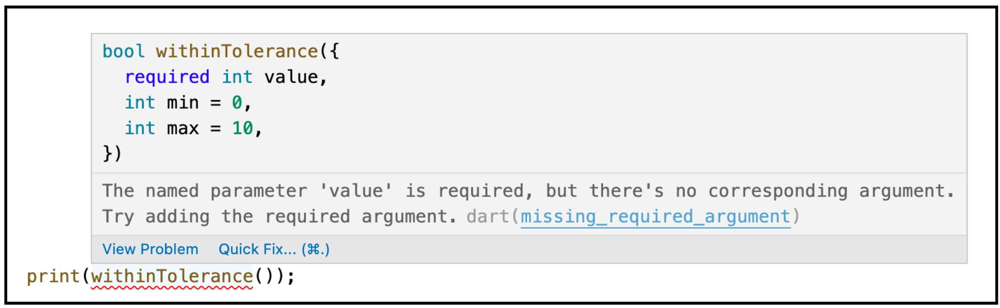 bool withinTolerance({
  required int value,
  int min = 0,
  int max = 10,
})
The named parameter 'value' is required, but there's no corresponding argument.
Try adding the required argument. dart(missing_required_argument)
View Problem Quick Fix... (⌘.)
print(withinTolerance());